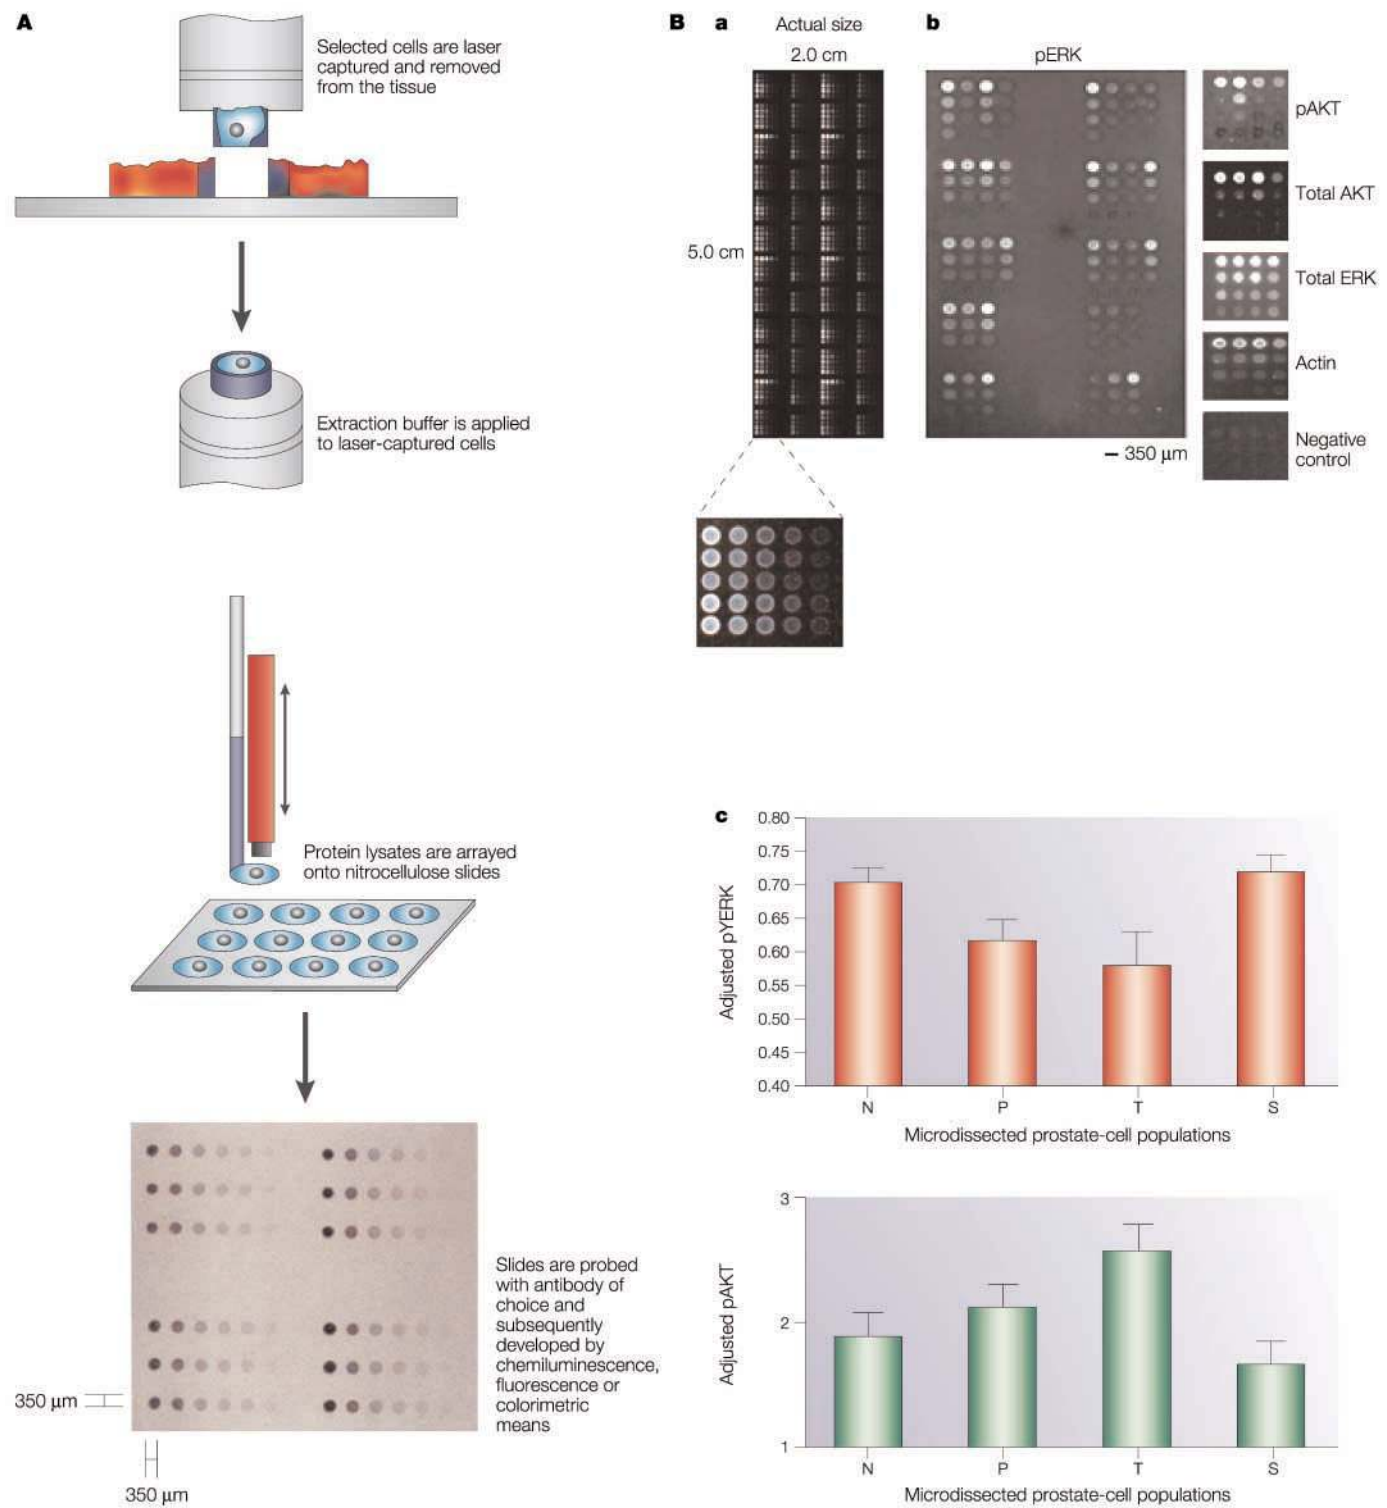 A
Selected cells are laser
captured and removed
from the tissue
Extraction buffer is applied
to laser-captured cells
Protein lysates are arrayed
onto nitrocellulose slides
Slides are probed
with antibody of
choice and
subsequently
developed by
chemiluminescence,
fluorescence or
colorimetric
means
350 µm
350 µm
B
a
Actual size
2.0 cm
5.0 cm
b
pERK
350 µm
pAKT
Total AKT
Total ERK
Actin
Negative
control
c
Adjusted pYERK
0.80
0.75
0.70
0.65
0.60
0.55
0.50
0.45
0.40
N P T S
Microdissected prostate-cell populations
Adjusted pAKT
3
2
1
N P T S
Microdissected prostate-cell populations